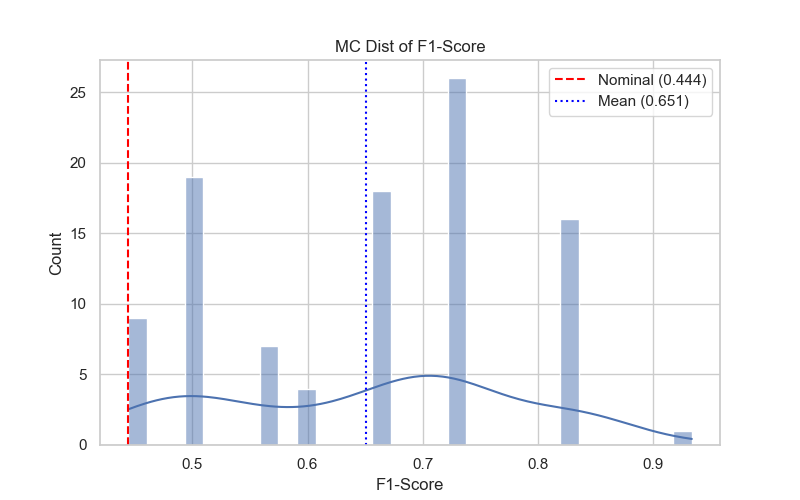 MC Dist of F1-Score
Nominal (0.444)
Mean (0.651)
25
20
15
10
5
0
Count
0.5 0.6 0.7 0.8 0.9
F1-Score